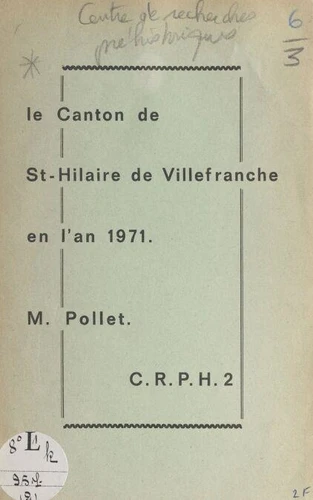 Centre de recherches
préhistoriques
6
3
le Canton de
St-Hilaire de Villefranche
en l'an 1971.
M. Pollet.
C.R.P.H.2
8° L k
2F